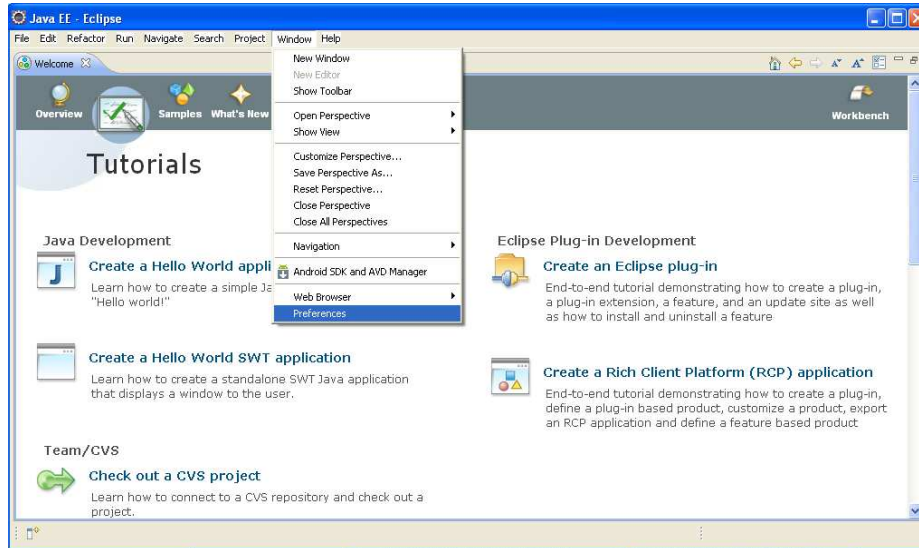 Java EE - Eclipse
File Edit Refactor Run Navigate Search Project Window Help
Welcome
Overview
Samples
What's New
Workbench
New Window
New Editor
Show Toolbar
Open Perspective
Show View
Customize Perspective...
Save Perspective As...
Reset Perspective...
Close Perspective
Close All Perspectives
Navigation
Android SDK and AVD Manager
Web Browser
Preferences
Tutorials
Java Development
Create a Hello World appli
Learn how to create a simple Ja
"Hello world!"
Create a Hello World SWT application
Learn how to create a standalone SWT Java application
that displays a window to the user.
Team/CVS
Check out a CVS project
Learn how to connect to a CVS repository and check out a
project.
Eclipse Plug-in Development
Create an Eclipse plug-in
End-to-end tutorial demonstrating how to create a plug-in,
a plug-in extension, a feature, and an update site as well
as how to install and uninstall a feature
Create a Rich Client Platform (RCP) application
End-to-end tutorial demonstrating how to create a plug-in,
define a plug-in based product, customize a product, export
an RCP application and define a feature based product